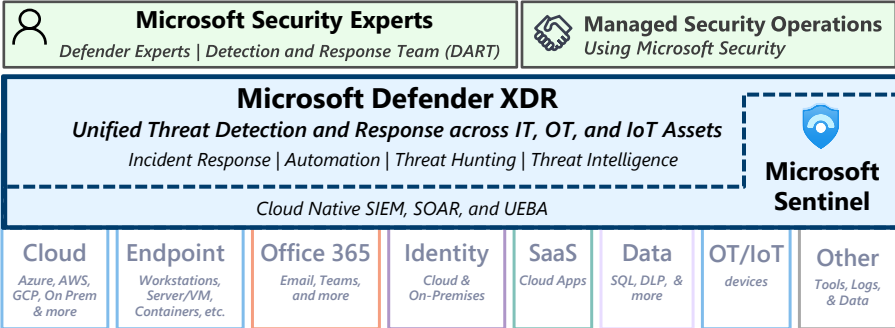 Microsoft Security Experts
Defender Experts | Detection and Response Team (DART)
Managed Security Operations
Using Microsoft Security
Microsoft Defender XDR
Unified Threat Detection and Response across IT, OT, and IoT Assets
Incident Response | Automation | Threat Hunting | Threat Intelligence
Microsoft
Sentinel
Cloud Native SIEM, SOAR, and UEBA
Cloud
Azure, AWS,
GCP, On Prem
& more
Endpoint
Workstations,
Server/VM,
Containers, etc.
Office 365
Email, Teams,
and more
Identity
Cloud &
On-Premises
SaaS
Cloud Apps
Data
SQL, DLP, &
more
OT/IoT
devices
Other
Tools, Logs,
& Data